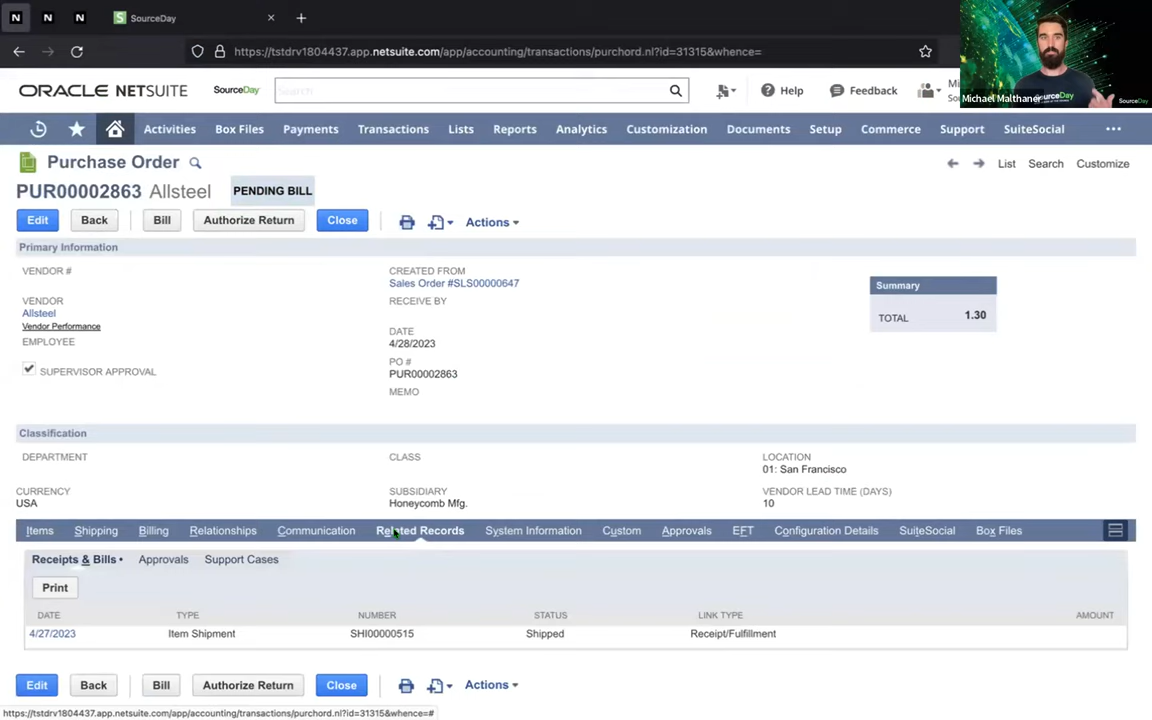 SourceDay
https://tstdrv1804437.app.netsuite.com/app/accounting/transactions/purchord.nl?id=31315&whence=
ORACLE NETSUITE SourceDay Search Help Feedback
Michael Malthaner SourceDay
Activities Box Files Payments Transactions Lists Reports Analytics Customization Documents Setup Commerce Support SuiteSocial
Purchase Order List Search Customize
PUR00002863 Allsteel PENDING BILL
Edit Back Bill Authorize Return Close Actions
Primary Information
VENDOR # CREATED FROM
Sales Order #SLS00000647 Summary
VENDOR RECEIVE BY
Allsteel TOTAL 1.30
Vendor Performance DATE
EMPLOYEE 4/28/2023
PO #
SUPERVISOR APPROVAL PUR00002863
MEMO
Classification
DEPARTMENT CLASS LOCATION
01: San Francisco
CURRENCY SUBSIDIARY VENDOR LEAD TIME (DAYS)
USA Honeycomb Mfg. 10
Items Shipping Billing Relationships Communication Related Records System Information Custom Approvals EFT Configuration Details SuiteSocial Box Files
Receipts & Bills • Approvals Support Cases
Print
DATE TYPE NUMBER STATUS LINK TYPE AMOUNT
4/27/2023 Item Shipment SHI00000515 Shipped Receipt/Fulfillment
Edit Back Bill Authorize Return Close Actions
https://tstdrv1804437.app.netsuite.com/app/accounting/transactions/purchord.nl?id=31315&whence=#